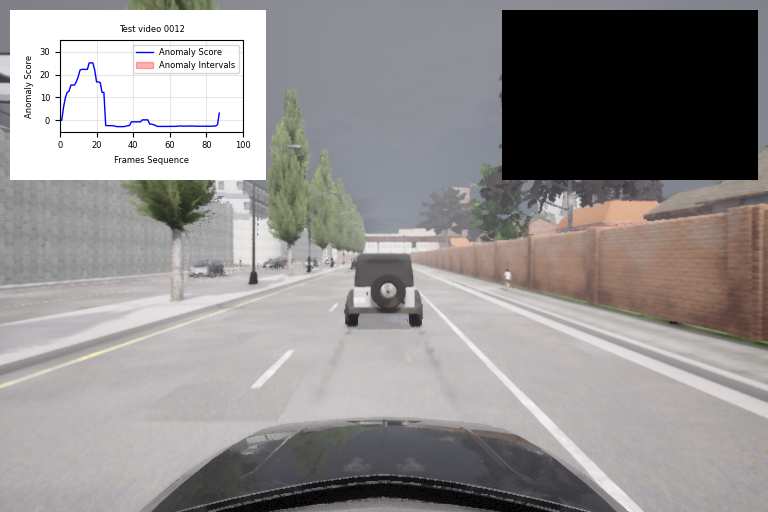 Test video 0012
Anomaly Score
30
20
10
0
Anomaly Score
Anomaly Intervals
0 20 40 60 80 100
Frames Sequence